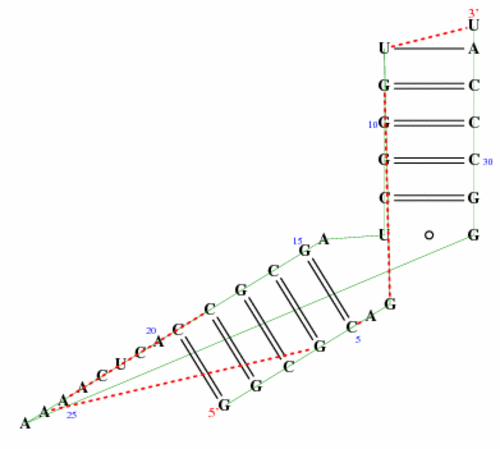 3'
U
U A
G C
10 G C
G C 30
C G
15 G A U G
C
G G
C A
20 A C C 5
C G
U C
C G
A
A G
A 25 5'
A